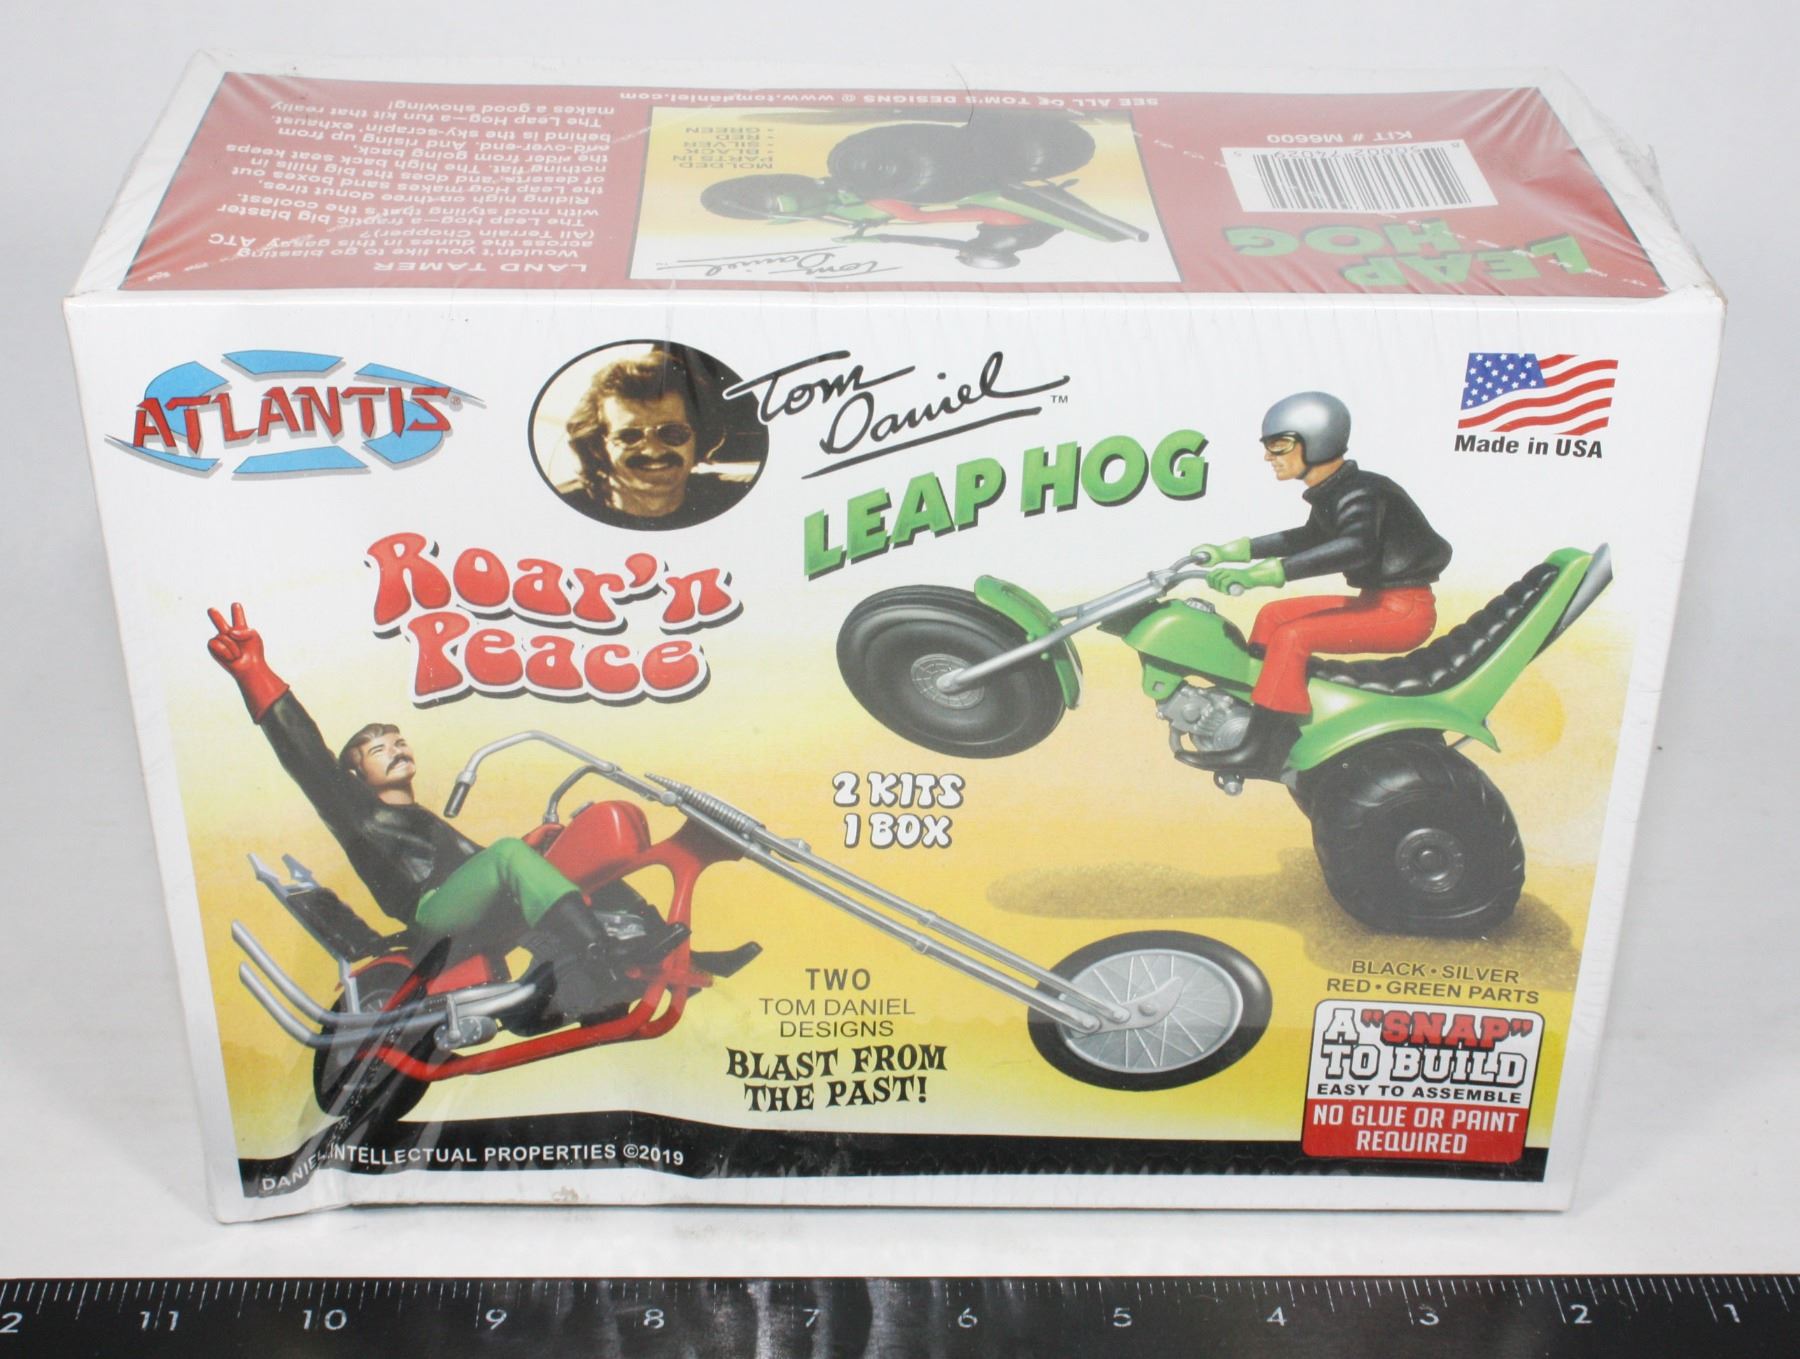 SEE ALL OF TOM'S DESIGNS @ www.tomdaniel.com
LAND TAMER
Wouldn't you like to go blasting
across the dunes in this gassy ATC
(All Terrain Chopper)?
The Leap Hog—a frantic big blaster
with mod styling that's the coolest.
Riding high on three donut tires,
the Leap Hog makes sand boxes out
of deserts, and does the big hills in
nothing flat. The high back seat keeps
the rider from going back,
end-over-end. And rising up from
behind is the sky-scrapin' exhaust.
The Leap Hog—a fun kit that really
makes a good showing!
Tom Daniel™
MOLDED
PARTS IN
• BLACK
• SILVER
• RED
• GREEN
LEAP
HOG
KIT # M6600
ATLANTIS®
Tom
Daniel™
LEAP HOG
Made in USA
Roar'n
Peace
2 KITS
1 BOX
TWO
TOM DANIEL
DESIGNS
BLAST FROM
THE PAST!
BLACK • SILVER
RED • GREEN PARTS
A "SNAP"
TO BUILD
EASY TO ASSEMBLE
NO GLUE OR PAINT
REQUIRED
DANIEL INTELLECTUAL PROPERTIES ©2019
2 11 10 9 8 7 6 5 4 3 2 1